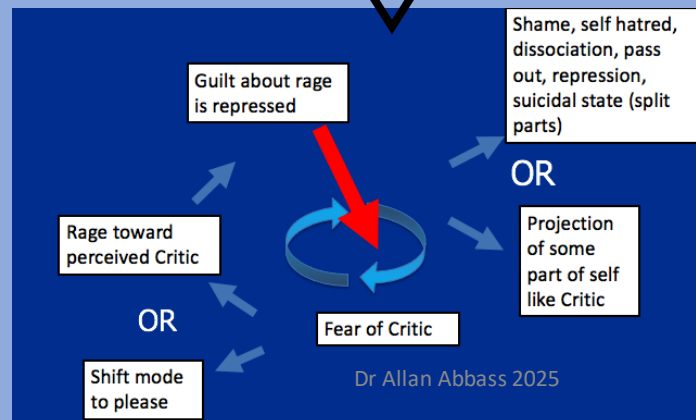 Shame, self hatred,
dissociation, pass
out, repression,
suicidal state (split
parts)
Guilt about rage
is repressed
OR
Rage toward
perceived Critic
Projection
of some
part of self
like Critic
OR
Fear of Critic
Shift mode
to please
Dr Allan Abbass 2025